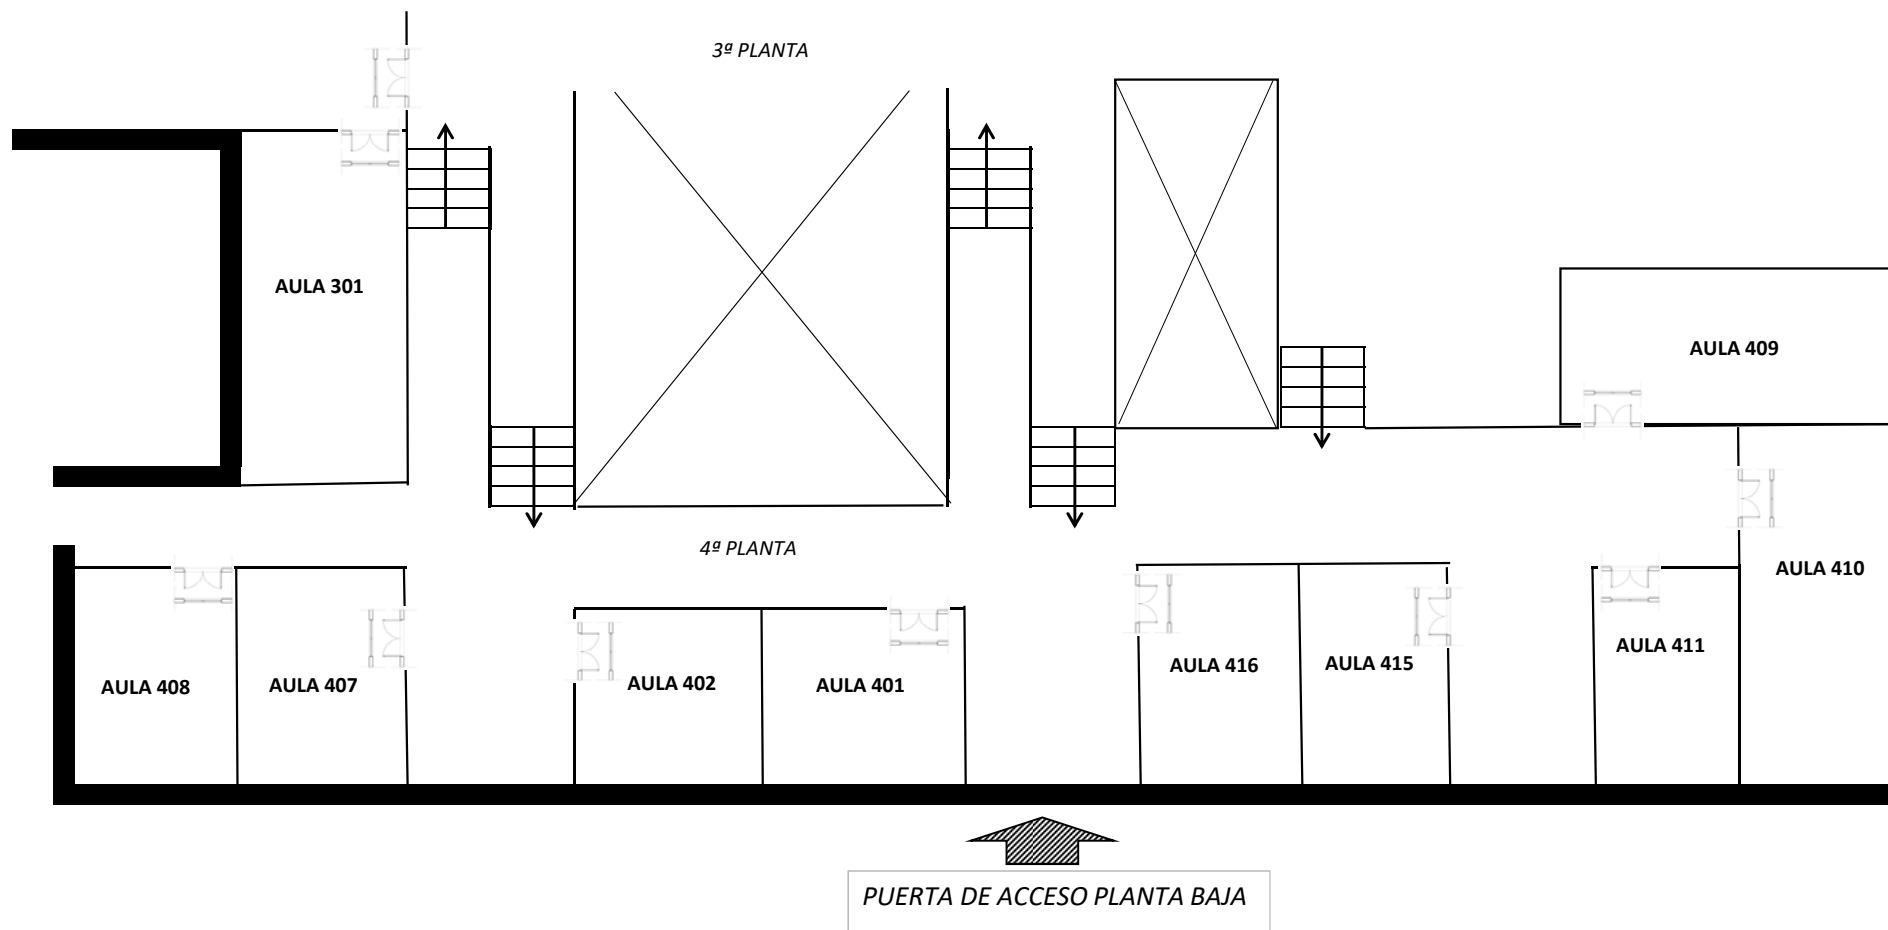 3ª PLANTA
AULA 301
AULA 409
4ª PLANTA
AULA 410
AULA 411
AULA 416
AULA 415
AULA 408
AULA 407
AULA 402
AULA 401
PUERTA DE ACCESO PLANTA BAJA